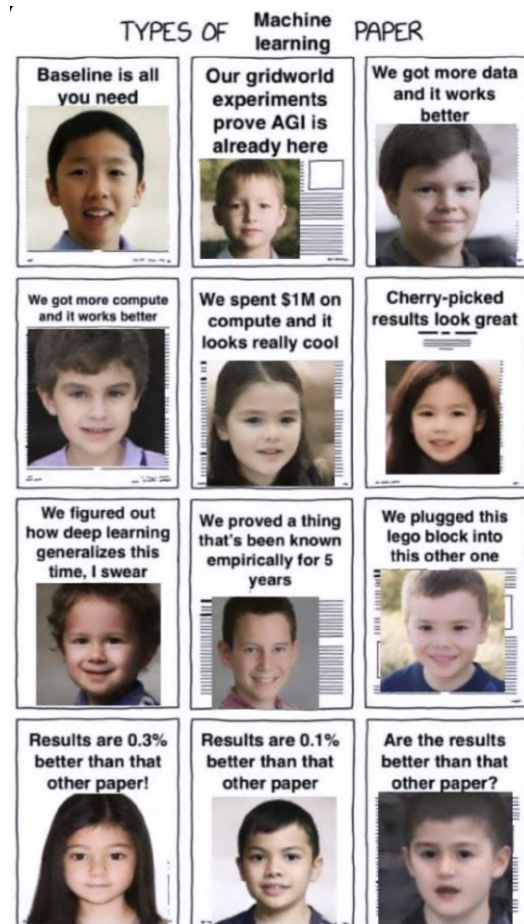 TYPES OF Machine learning PAPER
Baseline is all
you need
Our gridworld
experiments
prove AGI is
already here
We got more data
and it works
better
We got more compute
and it works better
We spent $1M on
compute and it
looks really cool
Cherry-picked
results look great
We figured out
how deep learning
generalizes this
time, I swear
We proved a thing
that's been known
empirically for 5
years
We plugged this
lego block into
this other one
Results are 0.3%
better than that
other paper!
Results are 0.1%
better than that
other paper
Are the results
better than that
other paper?